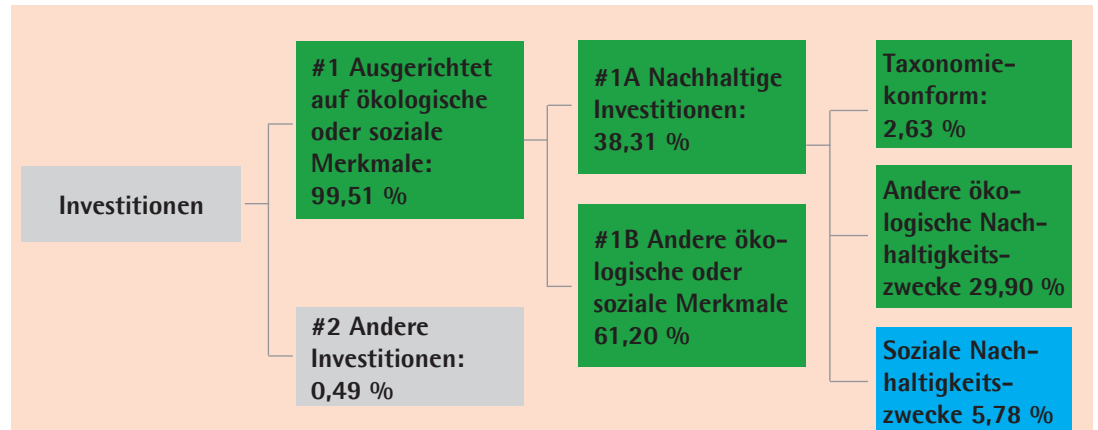 Investitionen
#1 Ausgerichtet
auf ökologische
oder soziale
Merkmale:
99,51 %
#2 Andere
Investitionen:
0,49 %
#1A Nachhaltige
Investitionen:
38,31 %
#1B Andere öko-
logische oder
soziale Merkmale
61,20 %
Taxonomie-
konform:
2,63 %
Andere öko-
logische Nach-
haltigkeits-
zwecke 29,90 %
Soziale Nach-
haltigkeits-
zwecke 5,78 %